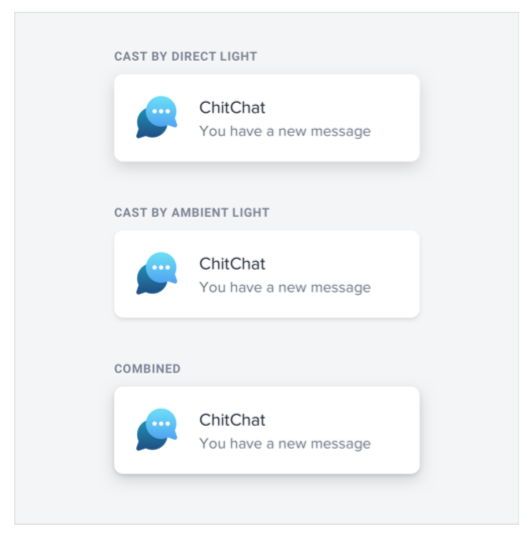 CAST BY DIRECT LIGHT
ChitChat
You have a new message
CAST BY AMBIENT LIGHT
ChitChat
You have a new message
COMBINED
ChitChat
You have a new message